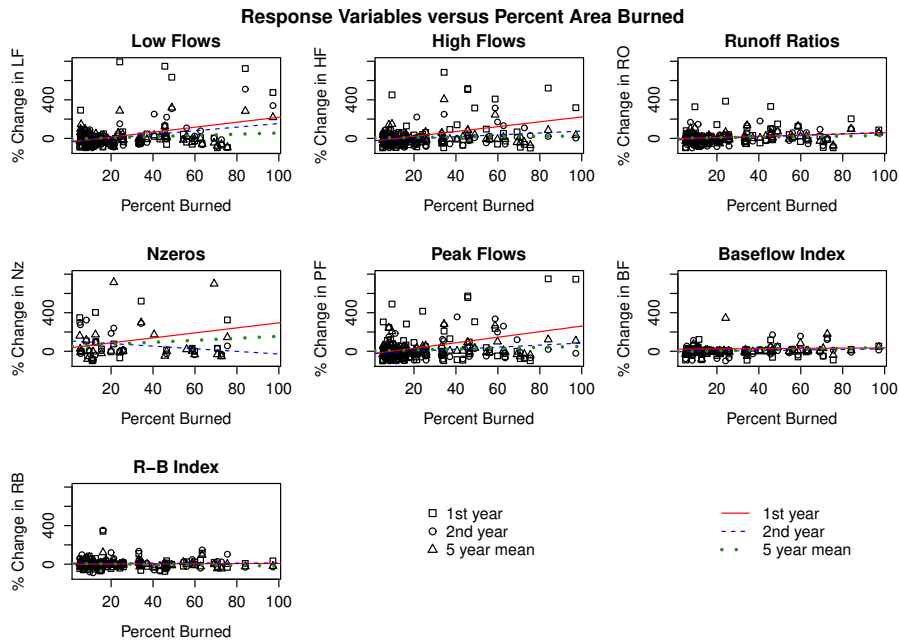 Response Variables versus Percent Area Burned
Low Flows
% Change in LF
0
400
20
40
60
80
100
Percent Burned
High Flows
% Change in HF
0
400
20
40
60
80
100
Percent Burned
Runoff Ratios
% Change in RO
0
400
20
40
60
80
100
Percent Burned
Nzeros
% Change in Nz
0
400
20
40
60
80
100
Percent Burned
Peak Flows
% Change in PF
0
400
20
40
60
80
100
Percent Burned
Baseflow Index
% Change in BF
0
400
20
40
60
80
100
Percent Burned
R−B Index
% Change in RB
0
400
20
40
60
80
100
Percent Burned
1st year
2nd year
5 year mean
1st year
2nd year
5 year mean